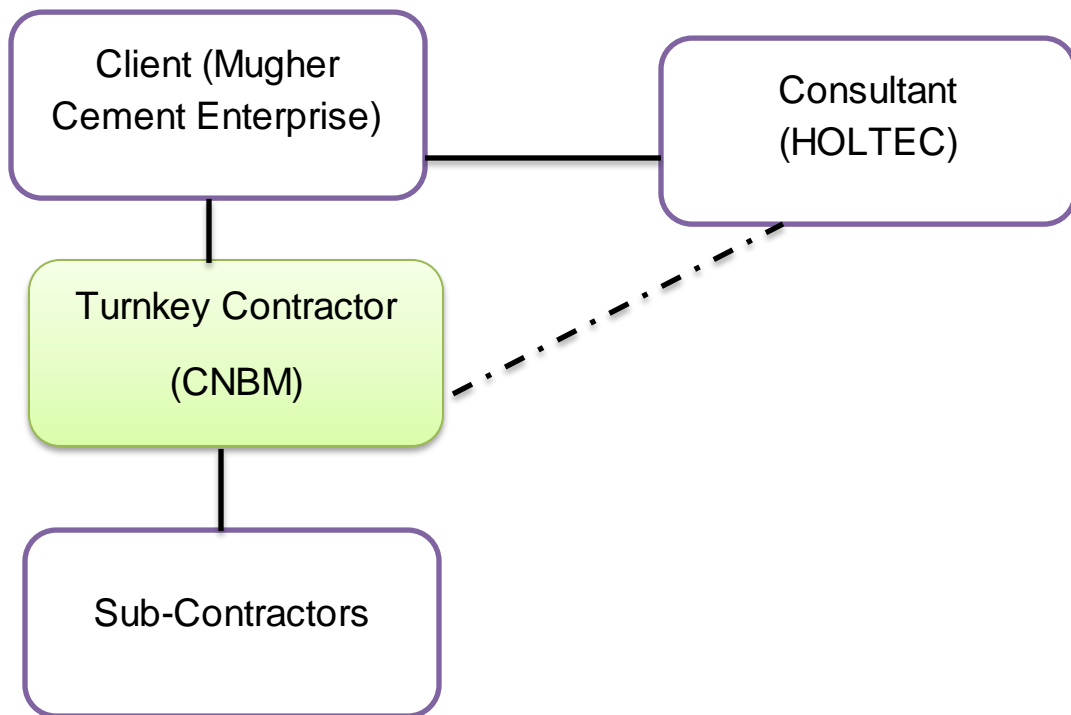 Client (Mugher
Cement Enterprise)
Consultant
(HOLTEC)
Turnkey Contractor
(CNBM)
Sub-Contractors